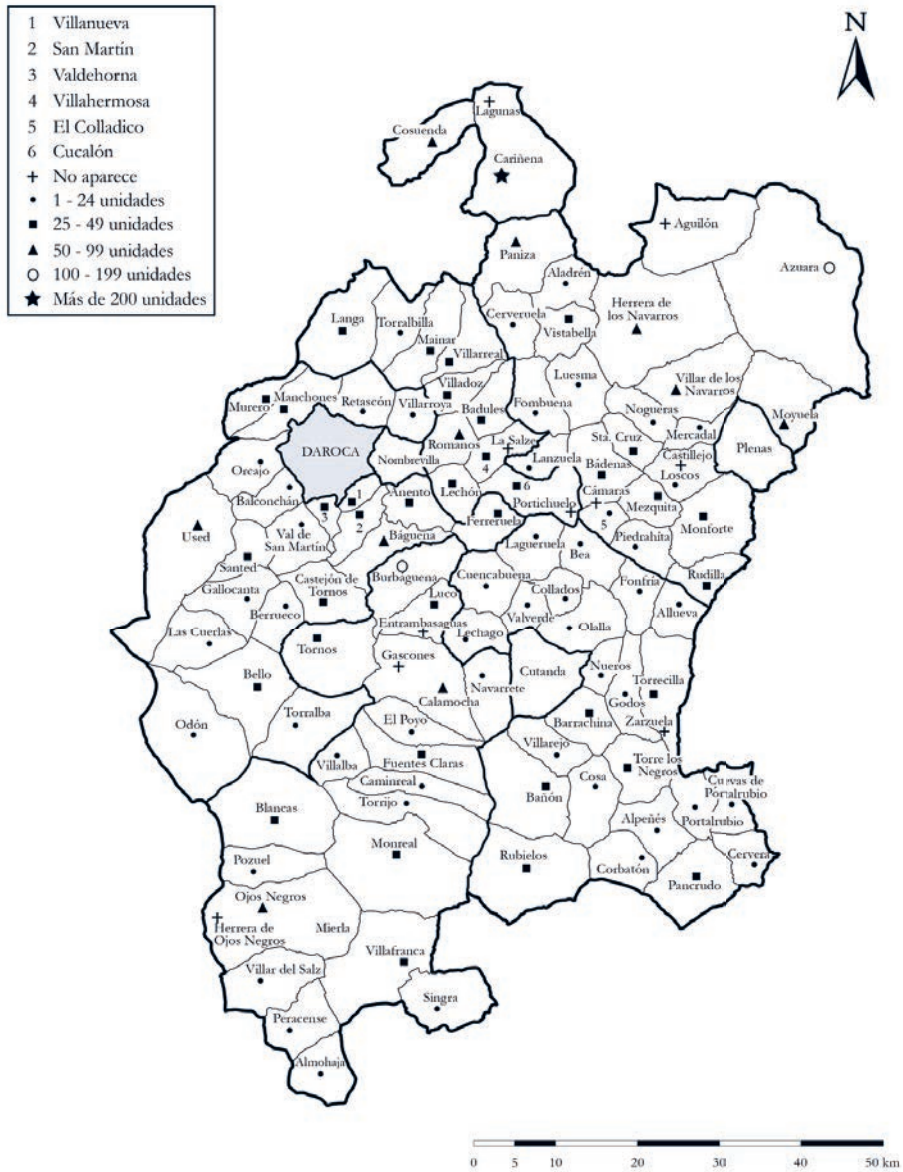 1 Villanueva
2 San Martín
3 Valdehorna
4 Villahermosa
5 El Colladico
6 Cucalón
+ No aparece
• 1 - 24 unidades
■ 25 - 49 unidades
▲ 50 - 99 unidades
○ 100 - 199 unidades
★ Más de 200 unidades
N
Lagunas
Cosuenda
Cariñena
Aguilón
Paniza
Azuara
Aladrén
Herrera
de los Navarros
Langa
Torralbilla
Cerveruela
Vistabella
Mainar
Villarreal
Luesma
Villar de los
Navarros
Villadoz
Murero
Manchones
Retascón
Villarroya
Badules
Fombuena
Nogueras
Mercadal
Moyuela
Romanos
La Salze
Sta. Cruz
Plenas
DAROCA
Nombrevilla
4
Lanzuela
Castillejo
Orcajo
Bádenas
Loscos
Balconchán
1
Anento
Lechón
6
Cámaras
Mezquita
3
2
Portichuelo
5
Monforte
Used
Val de
San Martín
Báguena
Ferreruela
Piedrahíta
Lagueruela
Bea
Santed
Burbáguena
Rudilla
Gallocanta
Castejón de
Tornos
Cuencabuena
Fonfría
Berrueco
Luco
Collados
Allueva
Valverde
Las Cuerlas
Entrambasaguas
Olalla
Tornos
Lechago
Gascones
Cutanda
Nueros
Bello
Navarrete
Torrecilla
Calamocha
Godos
Odón
Torralba
El Poyo
Barrachina
Zarzuela
Villarejo
Villalba
Fuentes Claras
Torre los
Negros
Caminreal
Cosa
Cuevas de
Portalrubio
Blancas
Torrijo
Bañón
Portalrubio
Alpeñés
Monreal
Pozuel
Rubielos
Corbatón
Cervera
Pancrudo
Ojos Negros
Herrera de
Ojos Negros
Mierla
Villafranca
Villar del Salz
Singra
Peracense
Almohaja
0 5 10 20 30 40 50 km